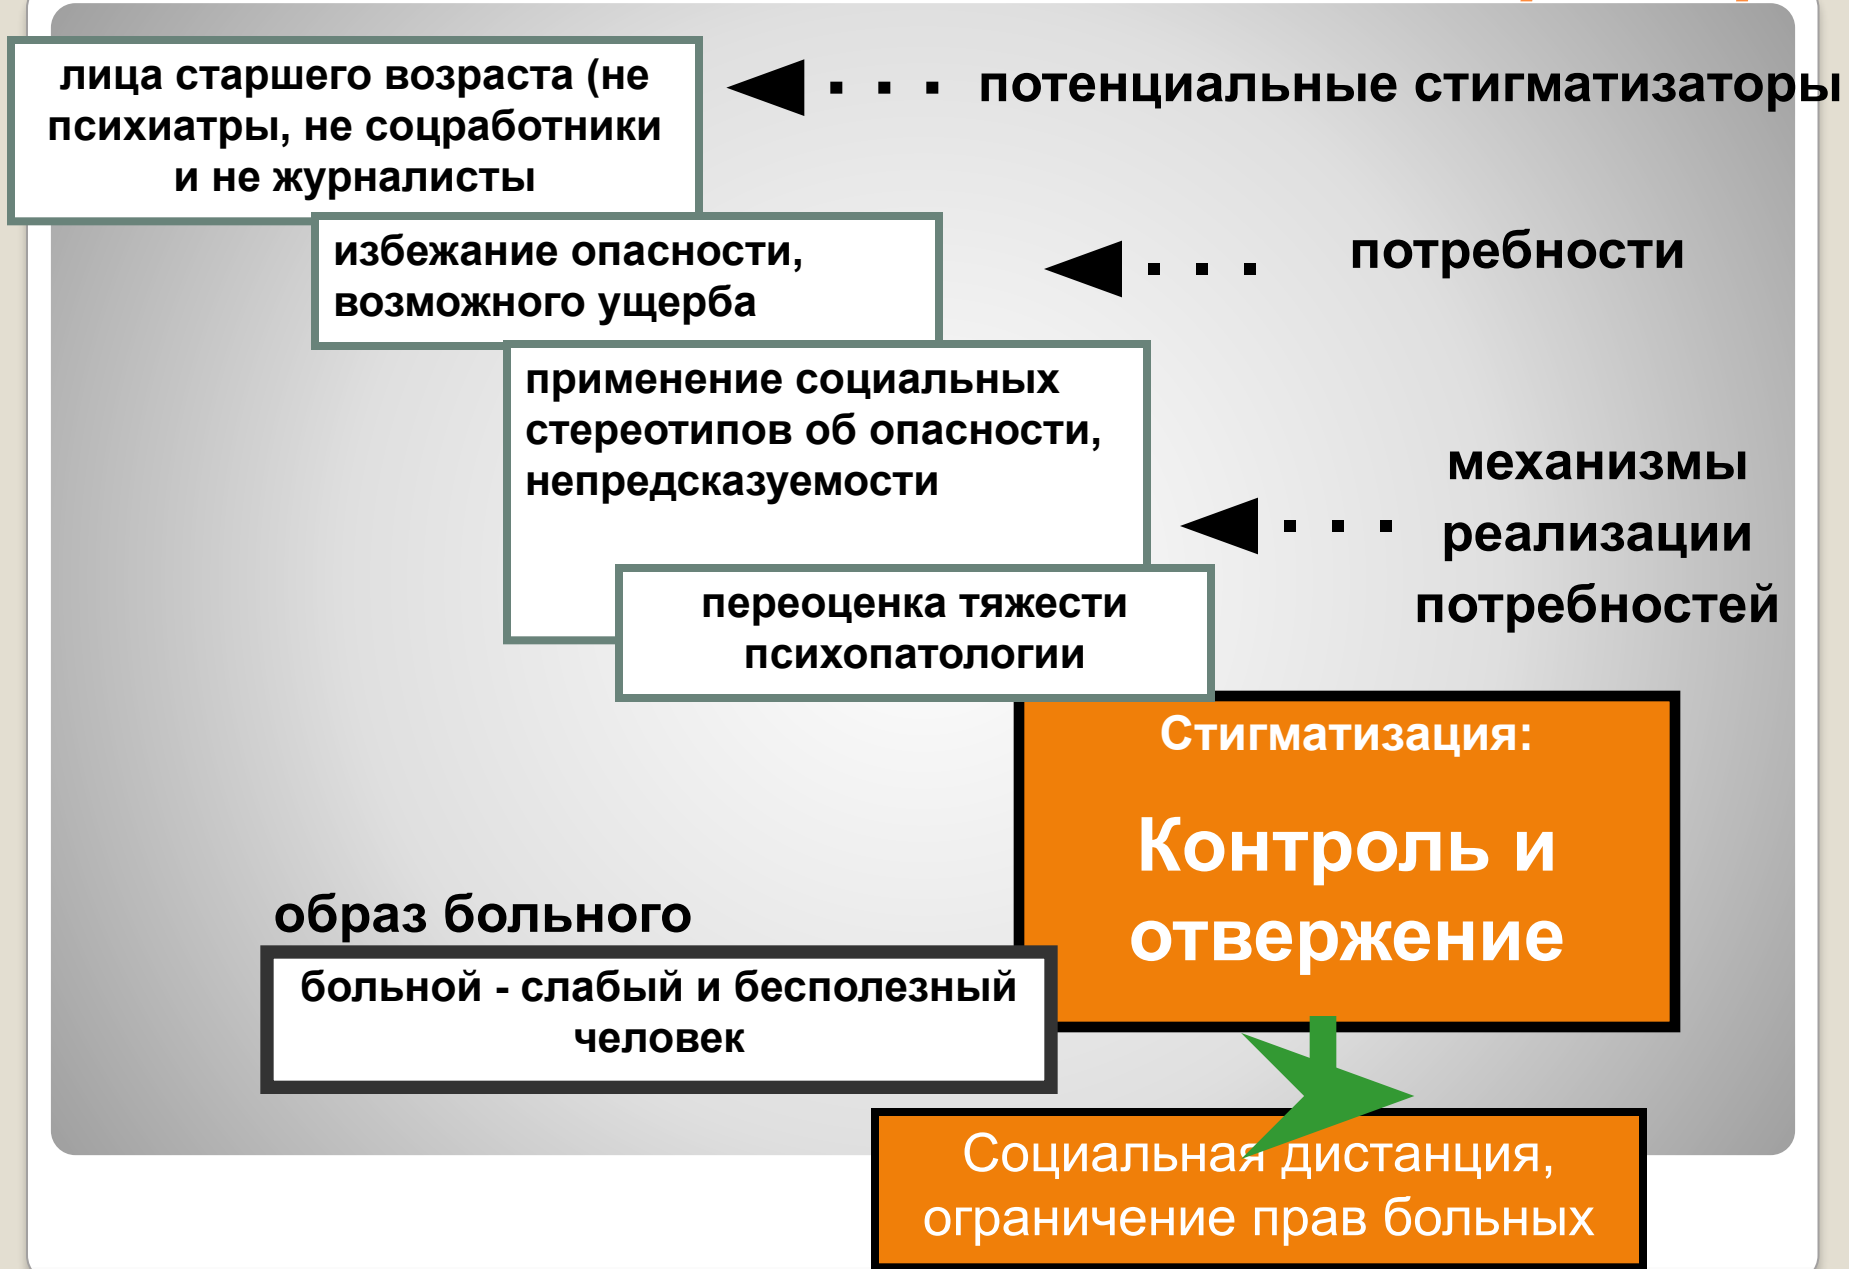 лица старшего возраста (не
психиатры, не соцработники
и не журналисты
потенциальные стигматизаторы
избежание опасности,
возможного ущерба
потребности
применение социальных
стереотипов об опасности,
непредсказуемости
механизмы
реализации
потребностей
переоценка тяжести
психопатологии
Стигматизация:
Контроль и
отвержение
образ больного
больной - слабый и бесполезный
человек
Социальная дистанция,
ограничение прав больных